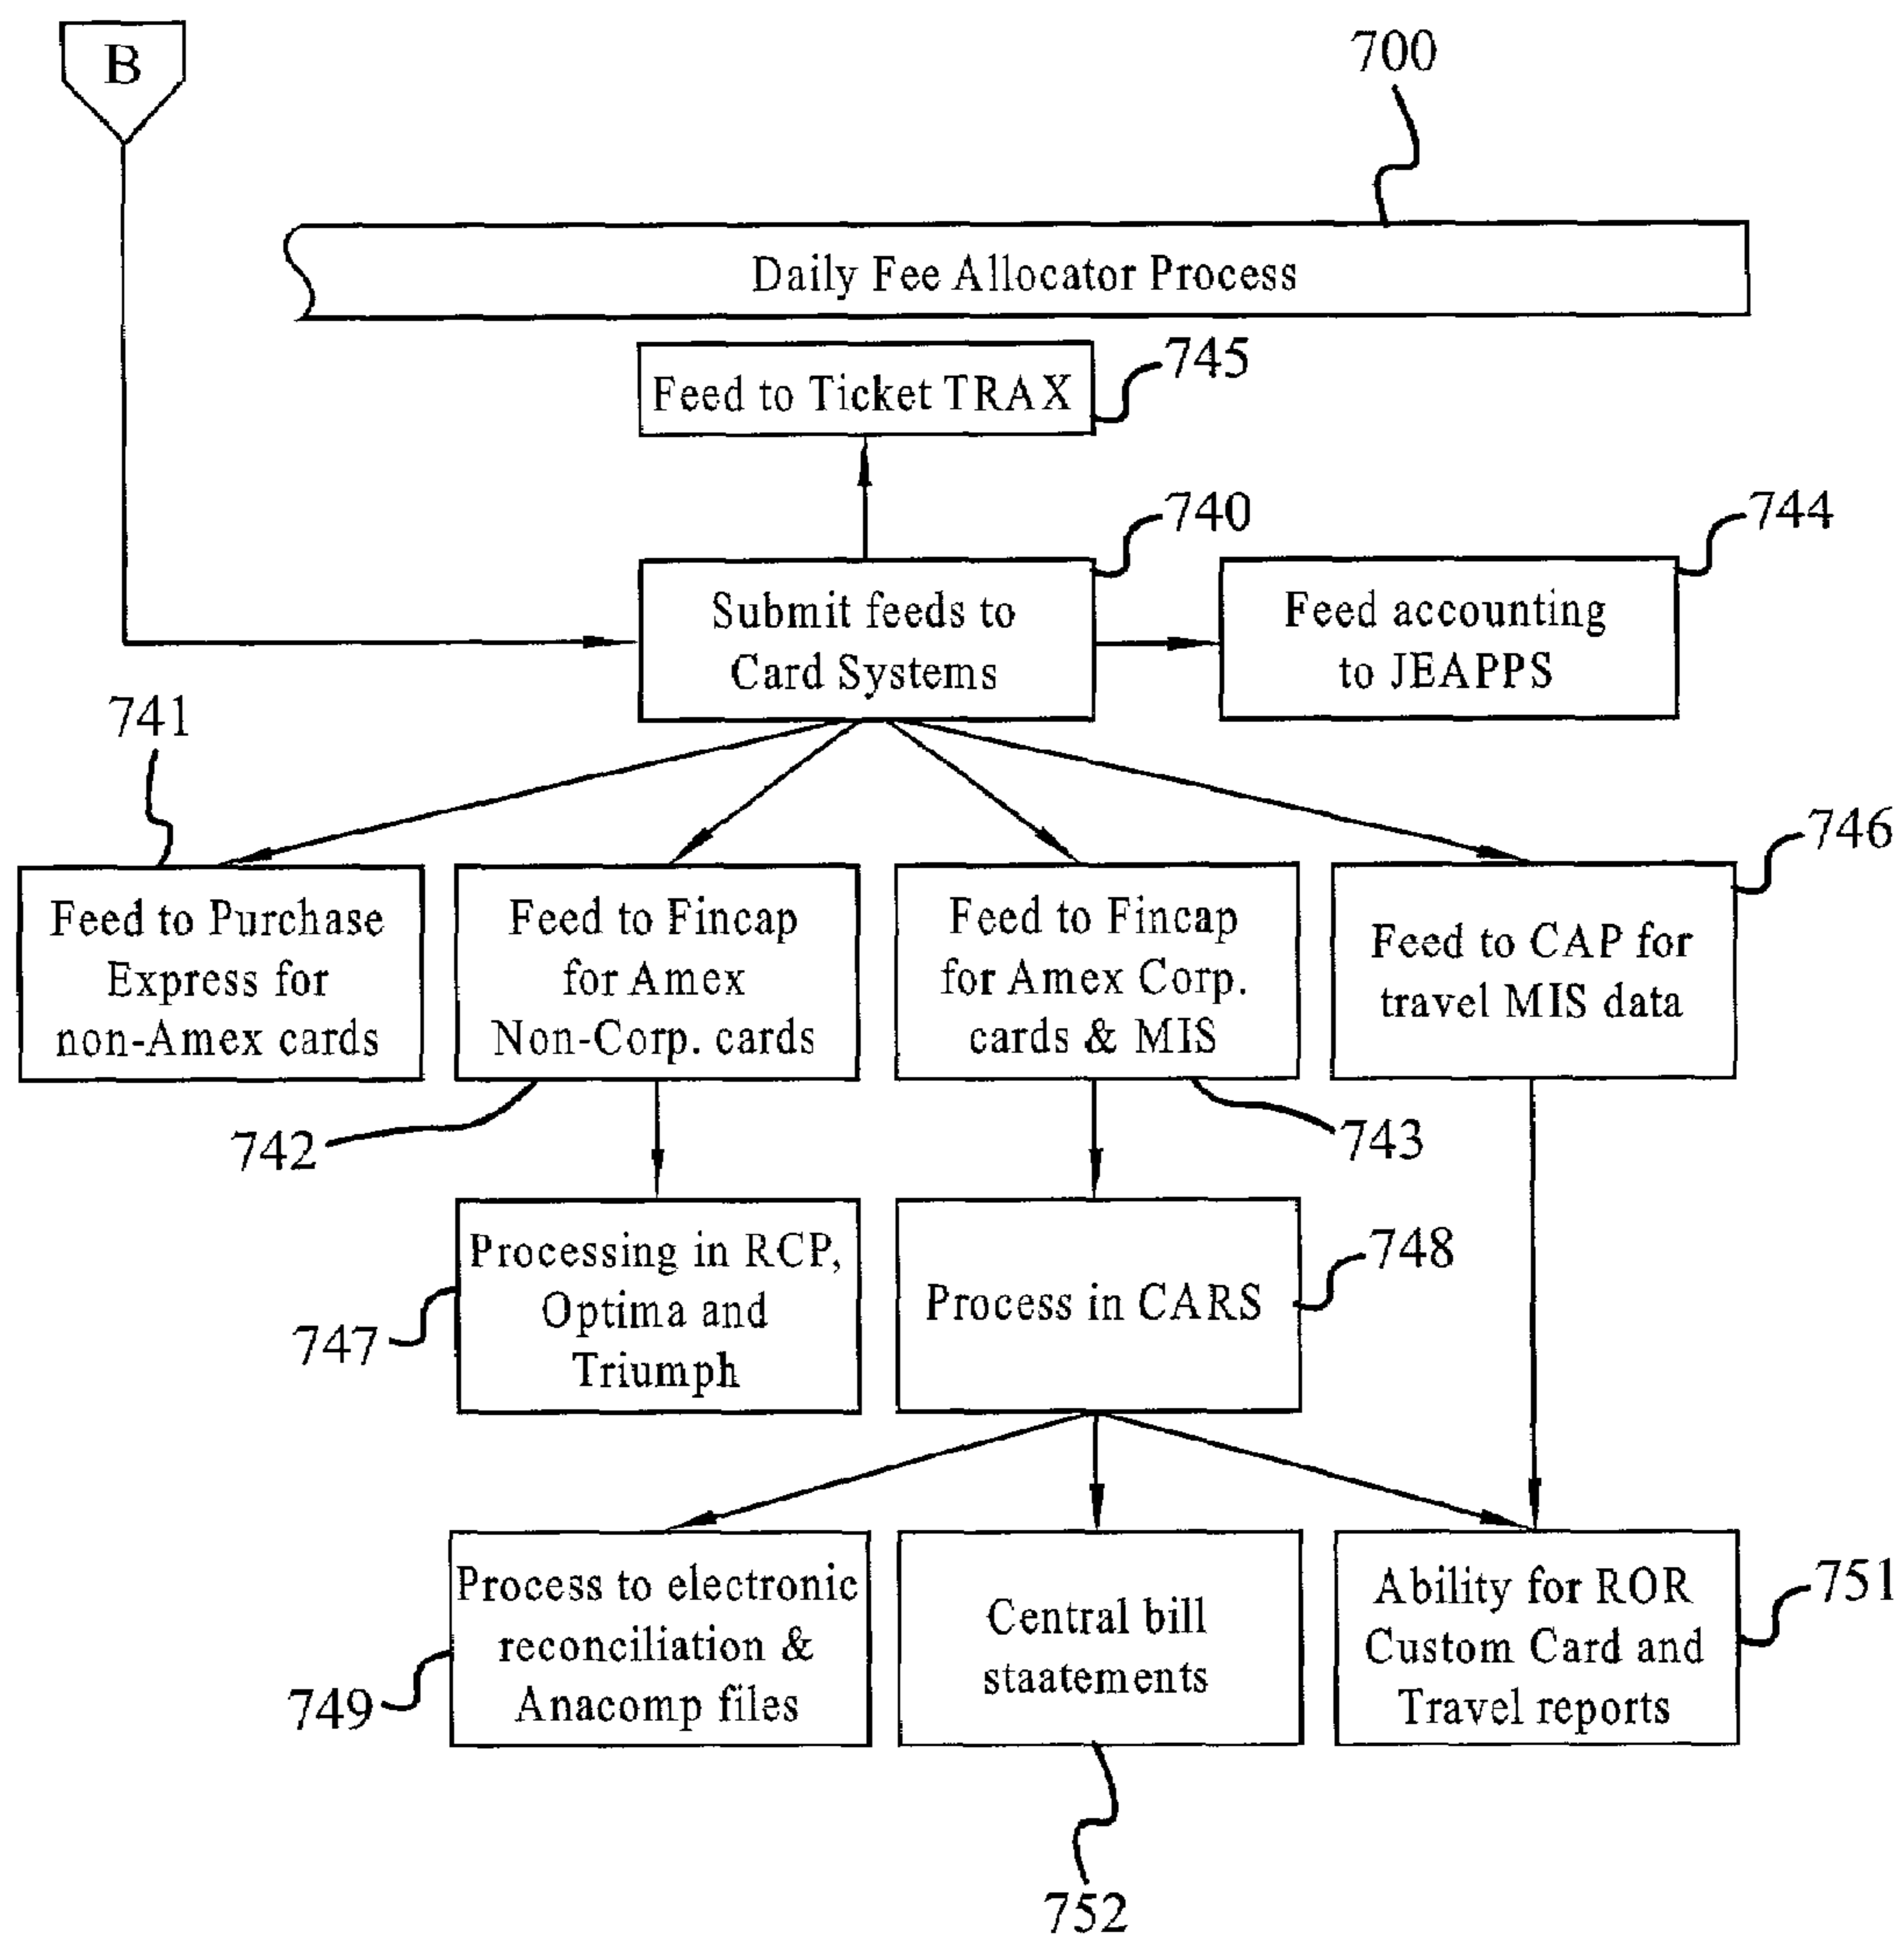 B
700
Daily Fee Allocator Process
745
Feed to Ticket TRAX
740
744
Submit feeds to
Card Systems
Feed accounting
to JEAPPS
741
746
Feed to Purchase
Express for
non-Amex cards
Feed to Fincap
for Amex
Non-Corp. cards
Feed to Fincap
for Amex Corp.
cards & MIS
Feed to CAP for
travel MIS data
742
743
Processing in RCP,
Optima and
Triumph
747
Process in CARS
748
Process to electronic
reconciliation &
Anacomp files
749
Central bill
staatements
Ability for ROR
Custom Card and
Travel reports
751
752